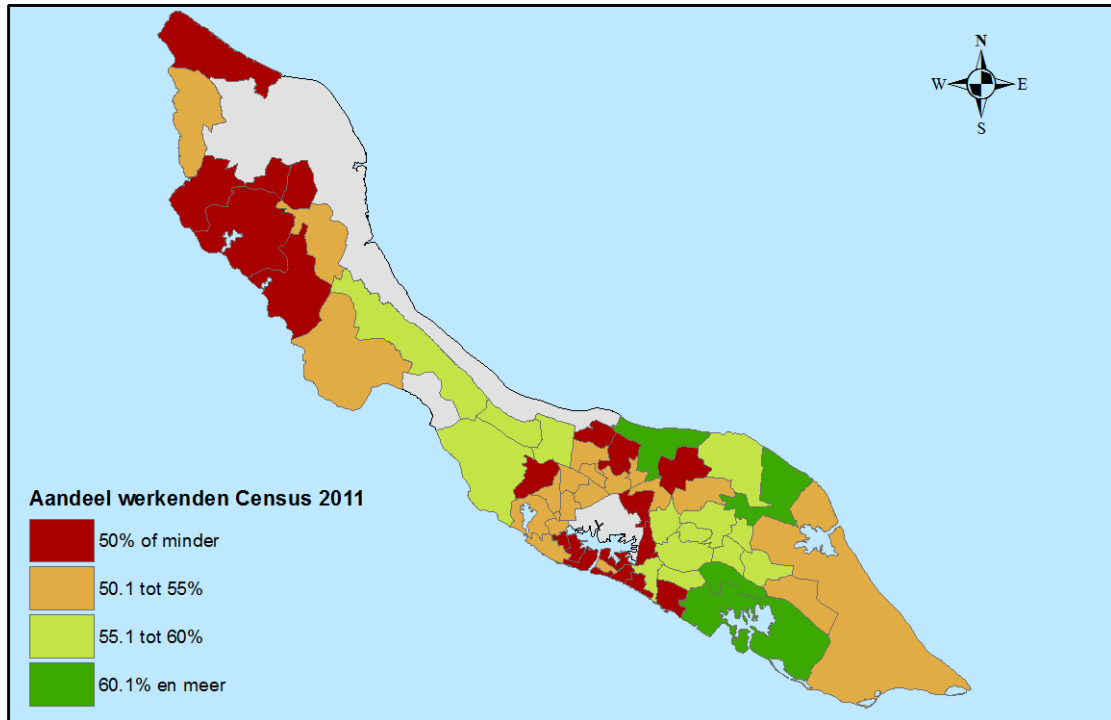 N
W E
S
Aandeel werkenden Census 2011
50% of minder
50.1 tot 55%
55.1 tot 60%
60.1% en meer